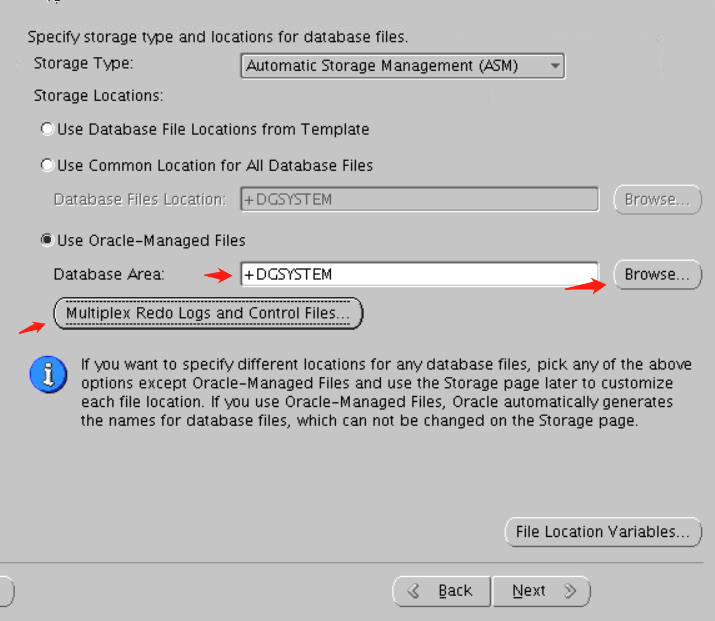 Specify storage type and locations for database files.
Storage Type: Automatic Storage Management (ASM)
Storage Locations:
Use Database File Locations from Template
Use Common Location for All Database Files
Database Files Location: +DGSYSTEM Browse...
Use Oracle-Managed Files
Database Area: +DGSYSTEM Browse...
Multiplex Redo Logs and Control Files...
If you want to specify different locations for any database files, pick any of the above
options except Oracle-Managed Files and use the Storage page later to customize
each file location. If you use Oracle-Managed Files, Oracle automatically generates
the names for database files, which can not be changed on the Storage page.
File Location Variables...
Back Next